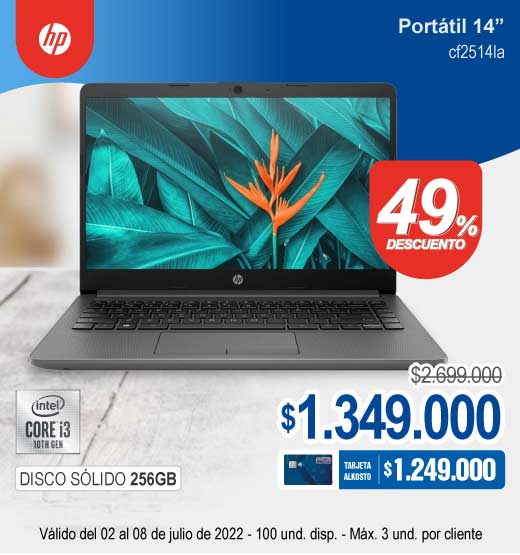 hp
Portátil 14”
cf2514la
49%
DESCUENTO
hp
$2.699.000
$1.349.000
intel
CORE i3
10TH GEN
TARJETA
ALKOSTO
$1.249.000
DISCO SÓLIDO 256GB
Válido del 02 al 08 de julio de 2022 - 100 und. disp. - Máx. 3 und. por cliente